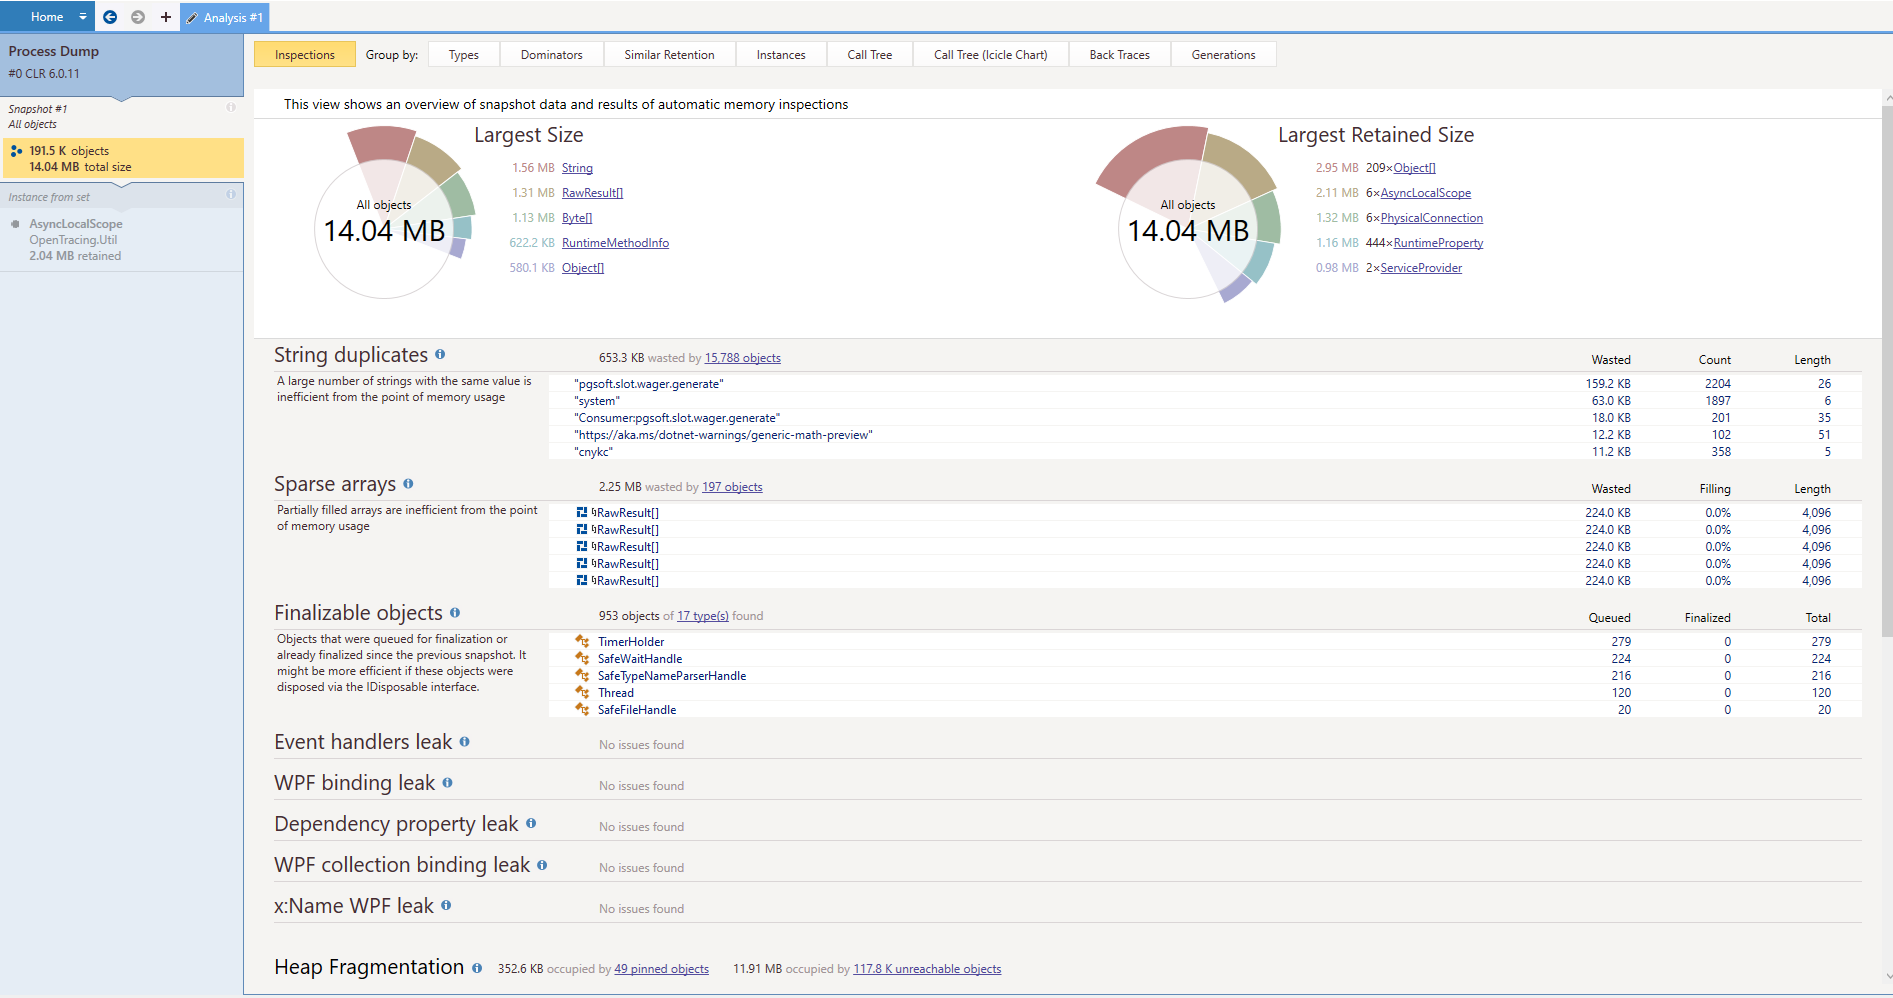 Home
Analysis #1
Process Dump
#0 CLR 6.0.11
Snapshot #1
All objects
191.5 K objects
14.04 MB total size
Instance from set
AsyncLocalScope
OpenTracing.Util
2.04 MB retained
Inspections Group by: Types Dominators Similar Retention Instances Call Tree Call Tree (Icicle Chart) Back Traces Generations
This view shows an overview of snapshot data and results of automatic memory inspections
All objects
14.04 MB
Largest Size
1.56 MB String
1.31 MB RawResult[]
1.13 MB Byte[]
622.2 KB RuntimeMethodInfo
580.1 KB Object[]
All objects
14.04 MB
Largest Retained Size
2.95 MB 209×Object[]
2.11 MB 6×AsyncLocalScope
1.32 MB 6×PhysicalConnection
1.16 MB 444×RuntimeProperty
0.98 MB 2×ServiceProvider
String duplicates 653.3 KB wasted by 15,788 objects Wasted Count Length
A large number of strings with the same value is
inefficient from the point of memory usage
"pgsoft.slot.wager.generate" 159.2 KB 2204 26
"system" 63.0 KB 1897 6
"Consumer:pgsoft.slot.wager.generate" 18.0 KB 201 35
"https://aka.ms/dotnet-warnings/generic-math-preview" 12.2 KB 102 51
"cnykc" 11.2 KB 358 5
Sparse arrays 2.25 MB wasted by 197 objects Wasted Filling Length
Partially filled arrays are inefficient from the point
of memory usage
RawResult[] 224.0 KB 0.0% 4,096
RawResult[] 224.0 KB 0.0% 4,096
RawResult[] 224.0 KB 0.0% 4,096
RawResult[] 224.0 KB 0.0% 4,096
RawResult[] 224.0 KB 0.0% 4,096
Finalizable objects 953 objects of 17 type(s) found Queued Finalized Total
Objects that were queued for finalization or
already finalized since the previous snapshot. It
might be more efficient if these objects were
disposed via the IDisposable interface.
TimerHolder 279 0 279
SafeWaitHandle 224 0 224
SafeTypeNameParserHandle 216 0 216
Thread 120 0 120
SafeFileHandle 20 0 20
Event handlers leak No issues found
WPF binding leak No issues found
Dependency property leak No issues found
WPF collection binding leak No issues found
x:Name WPF leak No issues found
Heap Fragmentation 352.6 KB occupied by 49 pinned objects 11.91 MB occupied by 117.8 K unreachable objects